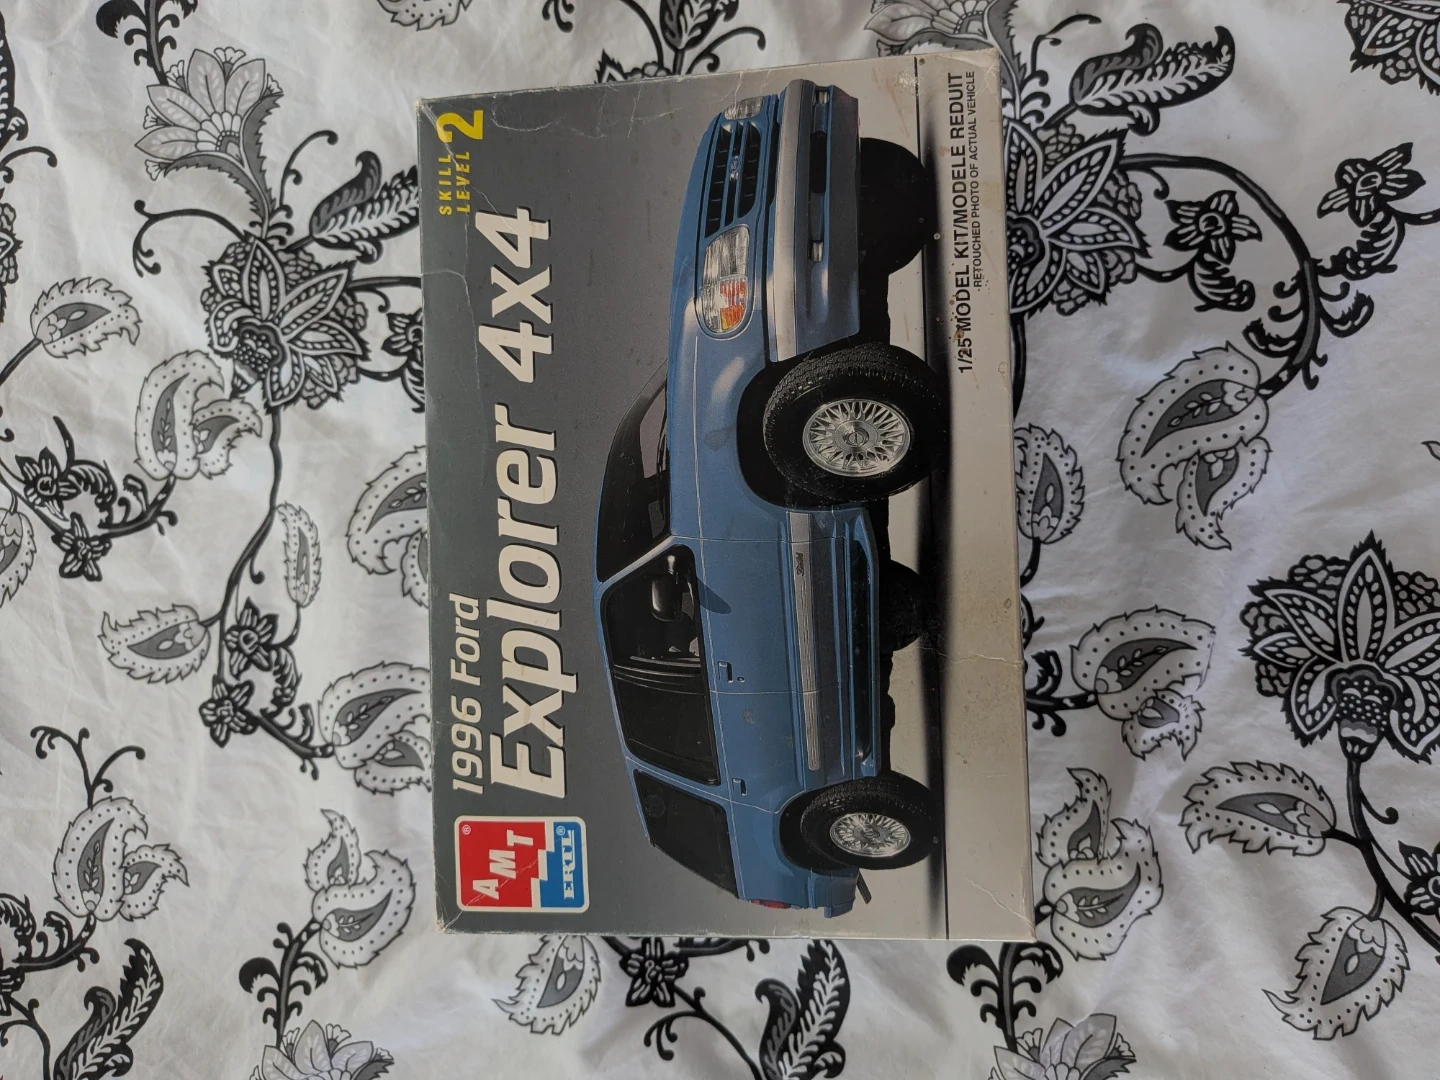 1996 Ford
Explorer 4x4
SKILL
LEVEL 2
AMT
ERTL
1/25 MODEL KIT/MODELE REDUIT
RETOUCHED PHOTO OF ACTUAL VEHICLE